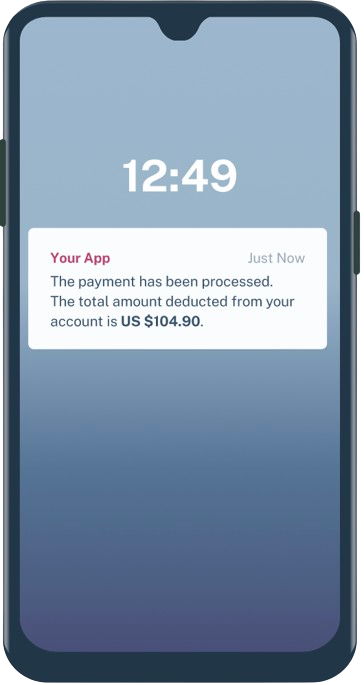 12:49
Your App Just Now
The payment has been processed.
The total amount deducted from your
account is US $104.90.